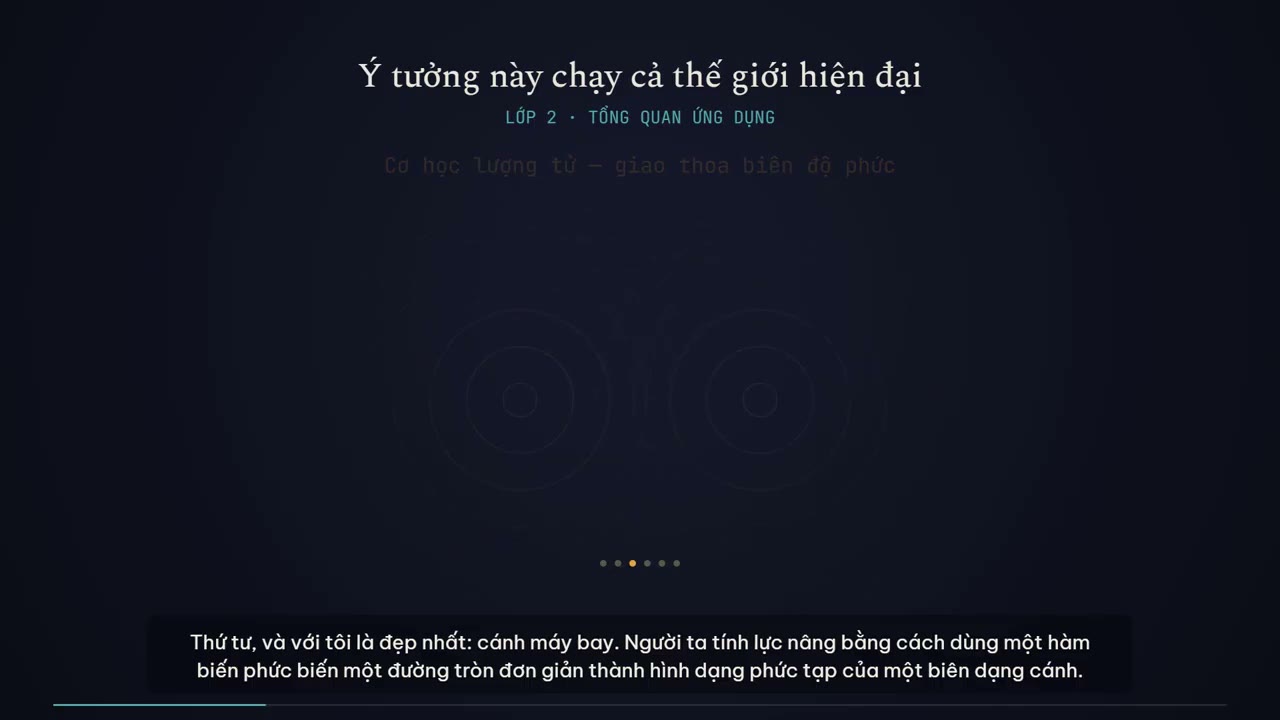 Ý tưởng này chạy cả thế giới hiện đại
LỚP 2 · TỔNG QUAN ỨNG DỤNG
Cơ học lượng tử — giao thoa biên độ phức
Thứ tư, và với tôi là đẹp nhất: cánh máy bay. Người ta tính lực nâng bằng cách dùng một hàm
biến phức biến một đường tròn đơn giản thành hình dạng phức tạp của một biên dạng cánh.